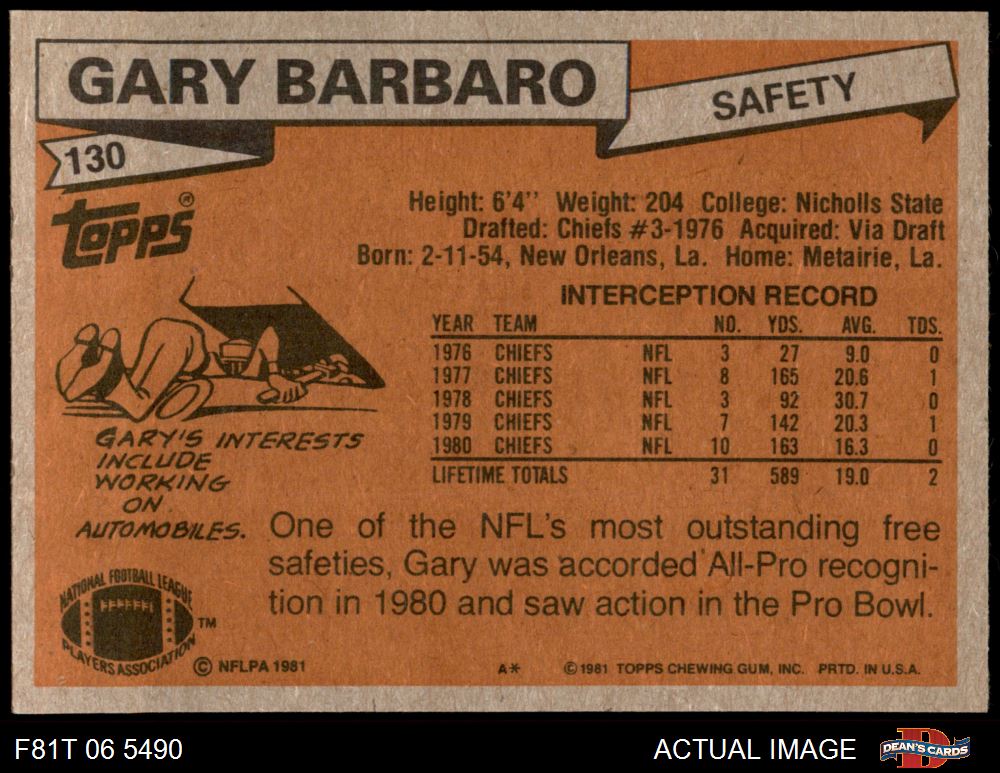 GARY BARBARO
SAFETY
130
TOPPS®
Height: 6'4'' Weight: 204 College: Nicholls State
Drafted: Chiefs #3-1976 Acquired: Via Draft
Born: 2-11-54, New Orleans, La. Home: Metairie, La.
INTERCEPTION RECORD
YEAR TEAM NO. YDS. AVG. TDS.
1976 CHIEFS NFL 3 27 9.0 0
1977 CHIEFS NFL 8 165 20.6 1
1978 CHIEFS NFL 3 92 30.7 0
1979 CHIEFS NFL 7 142 20.3 1
1980 CHIEFS NFL 10 163 16.3 0
LIFETIME TOTALS 31 589 19.0 2
GARY'S INTERESTS
INCLUDE
WORKING
ON
AUTOMOBILES.
One of the NFL's most outstanding free
safeties, Gary was accorded All-Pro recogni-
tion in 1980 and saw action in the Pro Bowl.
NATIONAL FOOTBALL LEAGUE
PLAYERS ASSOCIATION
TM
© NFLPA 1981
A*
© 1981 TOPPS CHEWING GUM, INC. PRTD. IN U.S.A.
F81T 06 5490
ACTUAL IMAGE
DEAN'S CARDS